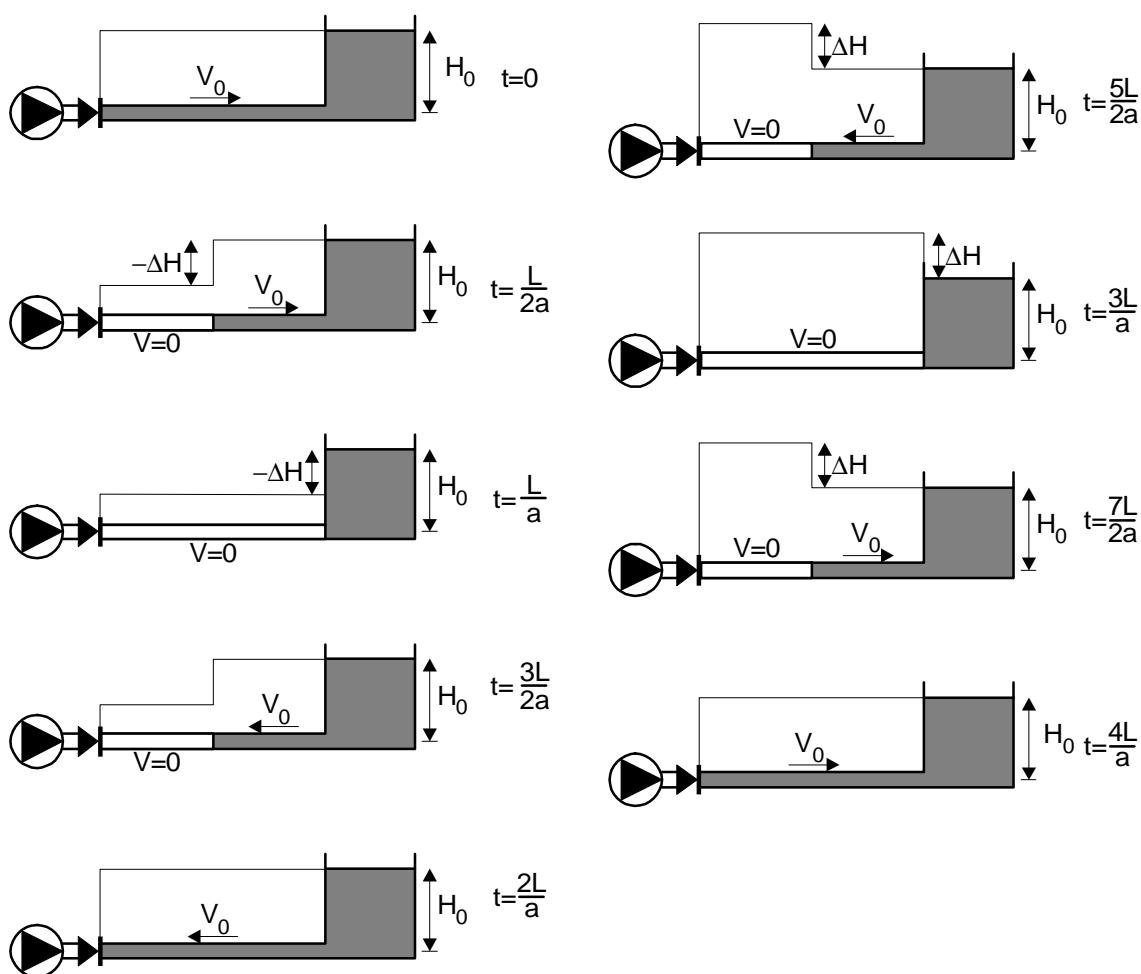 V₀
H₀ t=0
−ΔH
V₀
V=0
H₀ t=L/2a
−ΔH
V=0
H₀ t=L/a
V₀
V=0
H₀ t=3L/2a
V₀
H₀ t=2L/a
ΔH
V=0
V₀
H₀ t=5L/2a
ΔH
V=0
H₀ t=3L/a
ΔH
V=0
V₀
H₀ t=7L/2a
V₀
H₀ t=4L/a